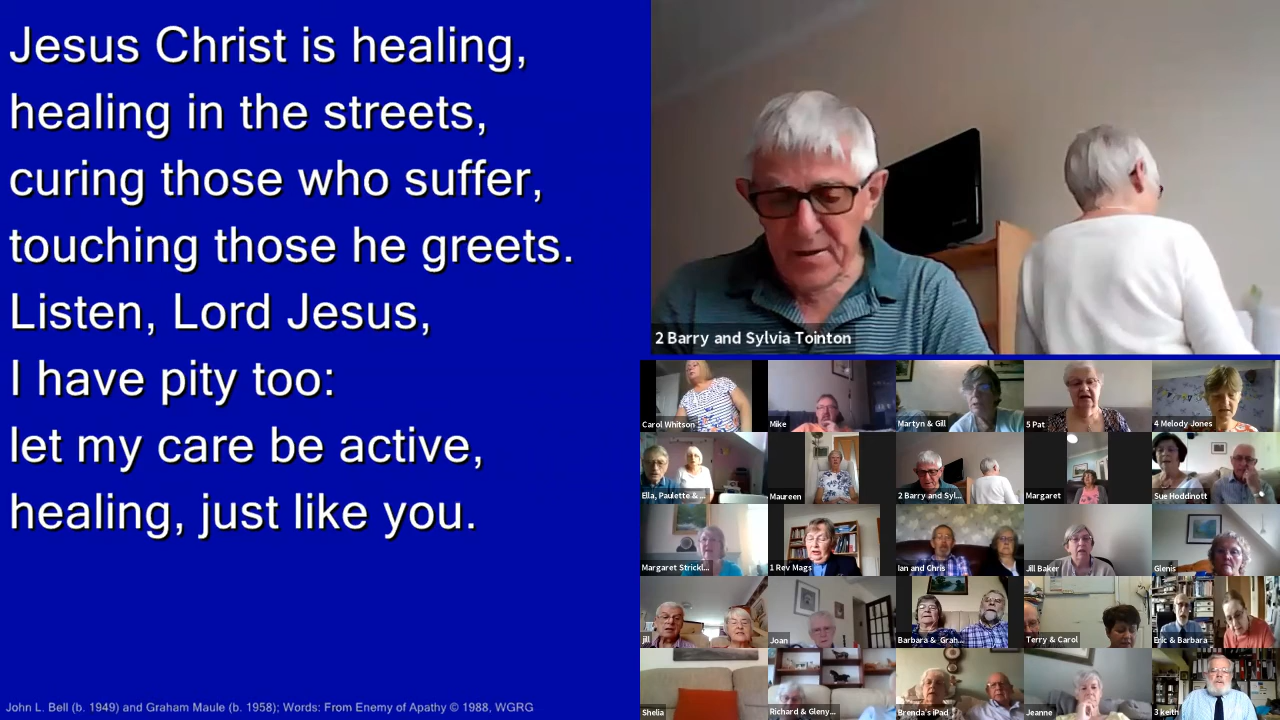 Jesus Christ is healing,
healing in the streets,
curing those who suffer,
touching those he greets.
Listen, Lord Jesus,
I have pity too:
let my care be active,
healing, just like you.
John L. Bell (b. 1949) and Graham Maule (b. 1958); Words: From Enemy of Apathy © 1988, WGRG
2 Barry and Sylvia Tointon
Carol Whitson
Mike
Martyn & Gill
5 Pat
4 Melody Jones
Ella, Paulette & ...
Maureen
2 Barry and Syl...
Margaret
Sue Hoddinott
Margaret Strickl...
1 Rev Mags
Ian and Chris
Jill Baker
Glenis
jill
Joan
Barbara & Grah...
Terry & Carol
Eric & Barbara
Shelia
Richard & Gleny...
Brenda's iPad
Jeanne
3 keith